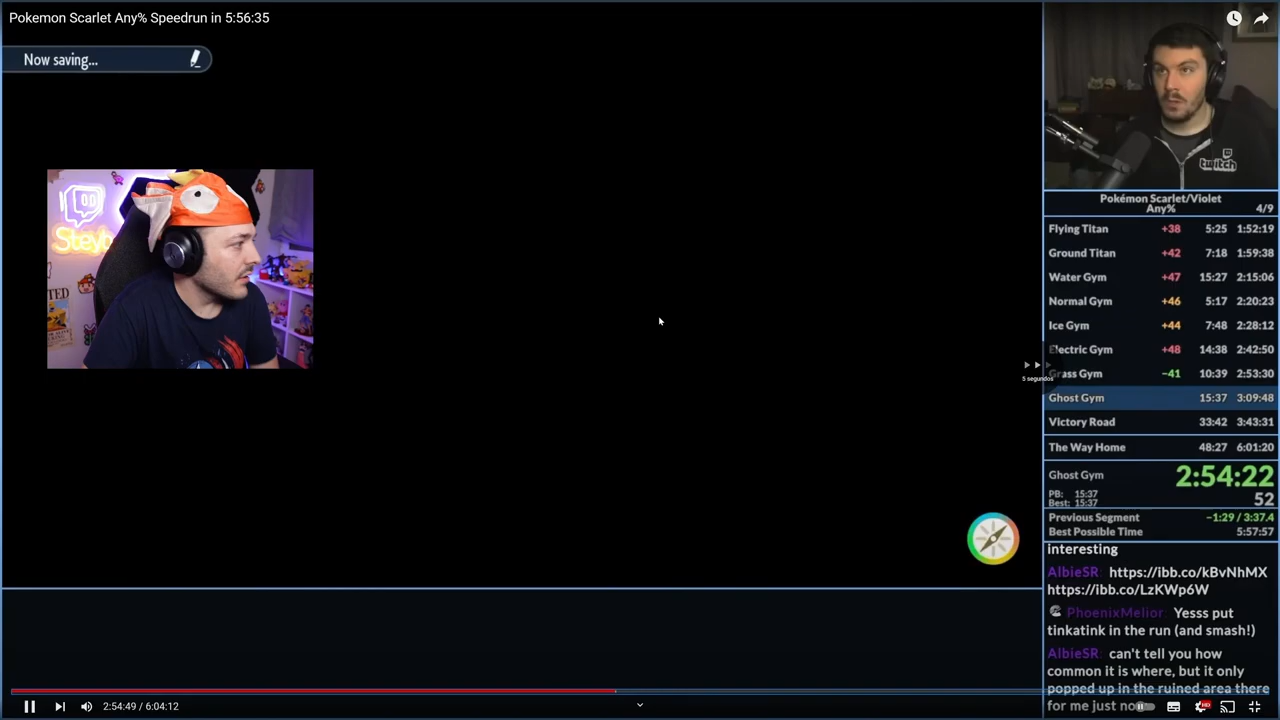 Pokemon Scarlet Any% Speedrun in 5:56:35
Now saving...
twitch
Pokémon Scarlet/Violet
Any% 4/9
Flying Titan +38 5:25 1:52:19
Ground Titan +42 7:18 1:59:38
Water Gym +47 15:27 2:15:06
Normal Gym +46 5:17 2:20:23
Ice Gym +44 7:48 2:28:12
Electric Gym +48 14:38 2:42:50
5 segundos
Grass Gym −41 10:39 2:53:30
Ghost Gym 15:37 3:09:48
Victory Road 33:42 3:43:31
The Way Home 48:27 6:01:20
Ghost Gym 2:54:22
PB: 15:37
Best: 15:37 52
Previous Segment −1:29 / 3:37.4
Best Possible Time 5:57:57
interesting
AlbieSR: https://ibb.co/kBvNhMX
https://ibb.co/LzKWp6W
PhoenixMelior: Yesss put
tinkatink in the run (and smash!)
AlbieSR: can't tell you how
common it is where, but it only
popped up in the ruined area there
for me just
2:54:49 / 6:04:12
HD